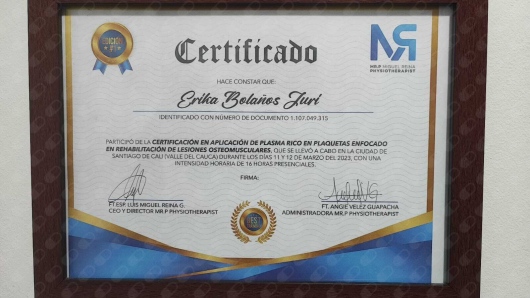 EDICIÓN
Certificado
MR
MR.P MIGUEL REINA
PHYSIOTHERAPIST
HACE CONSTAR QUE:
Erika Bolaños Juri
IDENTIFICADO CON NÚMERO DE DOCUMENTO 1.107.049.315
PARTICIPÓ DE LA CERTIFICACIÓN EN APLICACIÓN DE PLASMA RICO EN PLAQUETAS ENFOCADO
EN REHABILITACIÓN DE LESIONES OSTEOMUSCULARES, QUE SE LLEVÓ A CABO EN LA CIUDAD DE
SANTIAGO DE CALI (VALLE DEL CAUCA) DURANTE LOS DÍAS 11 Y 12 DE MARZO DEL 2023, CON UNA
INTENSIDAD HORARIA DE 16 HORAS PRESENCIALES.
FIRMA:
FT ESP. LUIS MIGUEL REINA G.
CEO Y DIRECTOR MR.P PHYSIOTHERAPIST
FT. ANGIE VELÉZ GUAPACHA
ADMINISTRADORA MR.P PHYSIOTHERAPIST